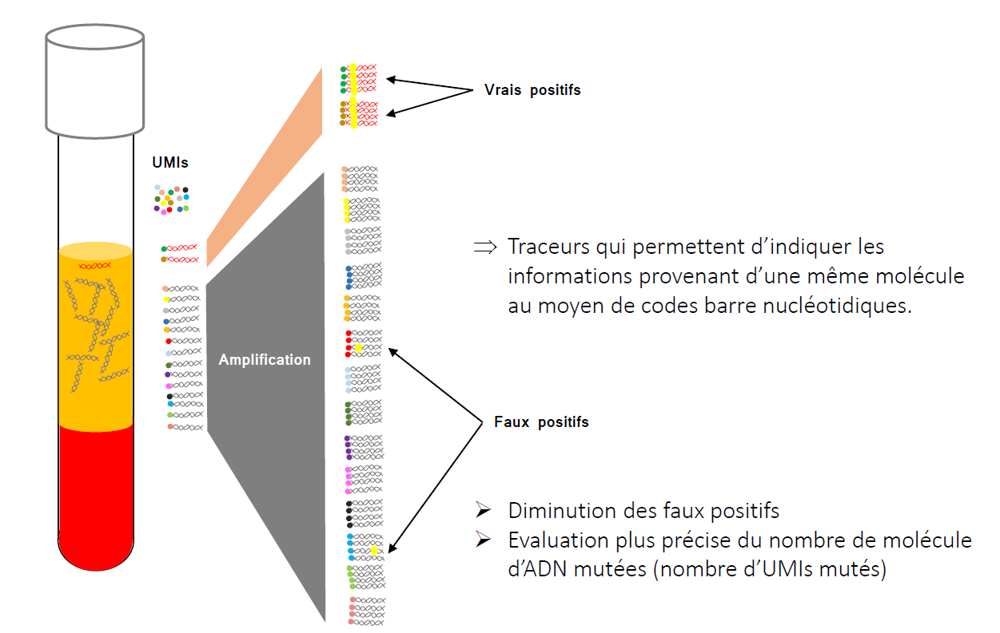 Vrais positifs
UMIs
⇒ Traceurs qui permettent d’indiquer les
informations provenant d’une même molécule
au moyen de codes barre nucléotidiques.
Amplification
Faux positifs
➢ Diminution des faux positifs
➢ Evaluation plus précise du nombre de molécule
d’ADN mutées (nombre d’UMIs mutés)